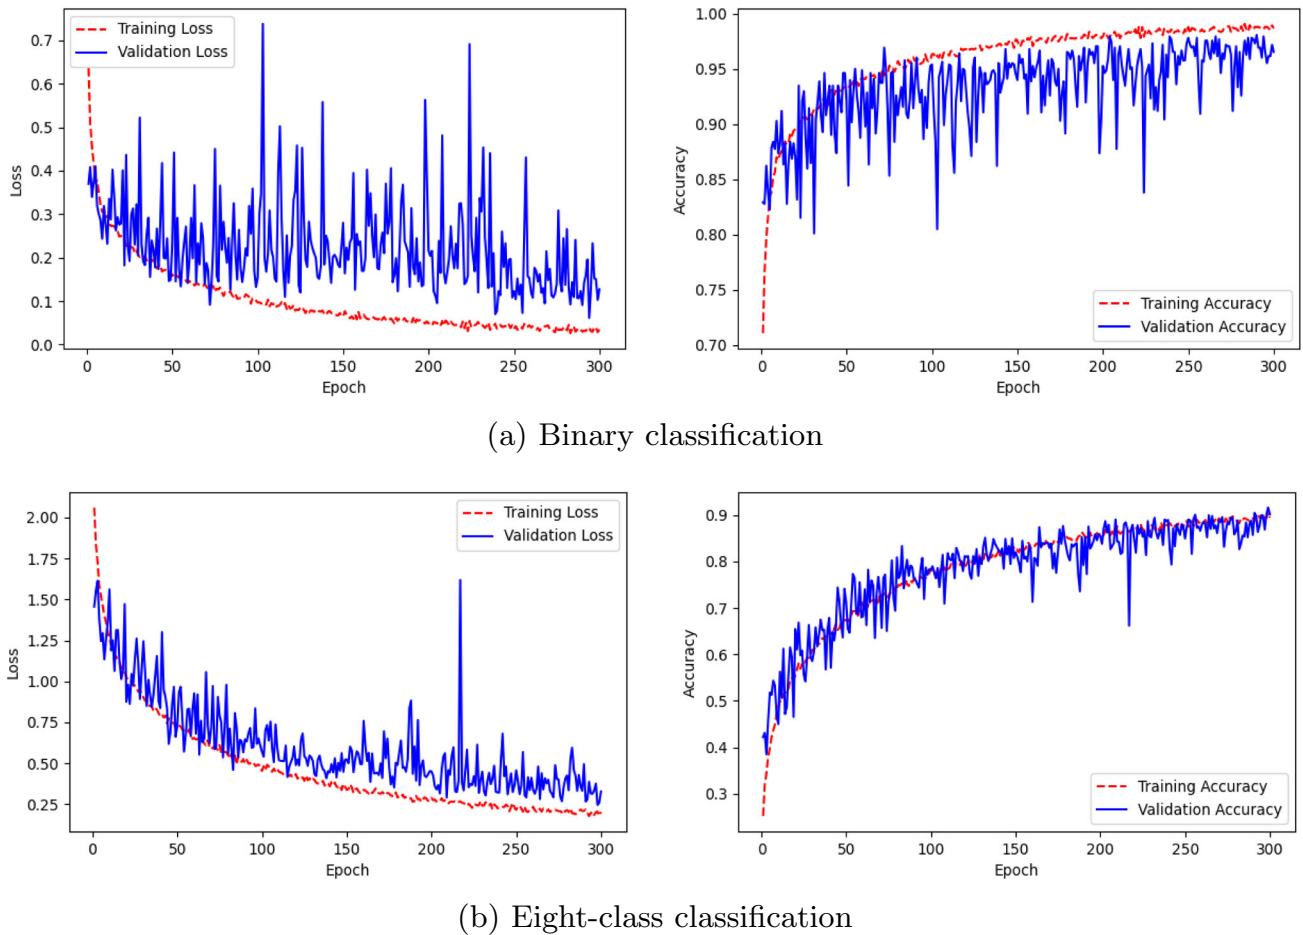 Training Loss
Validation Loss
0.7
0.6
0.5
0.4
0.3
0.2
0.1
0.0
Loss
0 50 100 150 200 250 300
Epoch
1.00
0.95
0.90
0.85
0.80
0.75
0.70
Accuracy
Training Accuracy
Validation Accuracy
0 50 100 150 200 250 300
Epoch
(a) Binary classification
Training Loss
Validation Loss
2.00
1.75
1.50
1.25
1.00
0.75
0.50
0.25
Loss
0 50 100 150 200 250 300
Epoch
0.9
0.8
0.7
0.6
0.5
0.4
0.3
Accuracy
Training Accuracy
Validation Accuracy
0 50 100 150 200 250 300
Epoch
(b) Eight-class classification